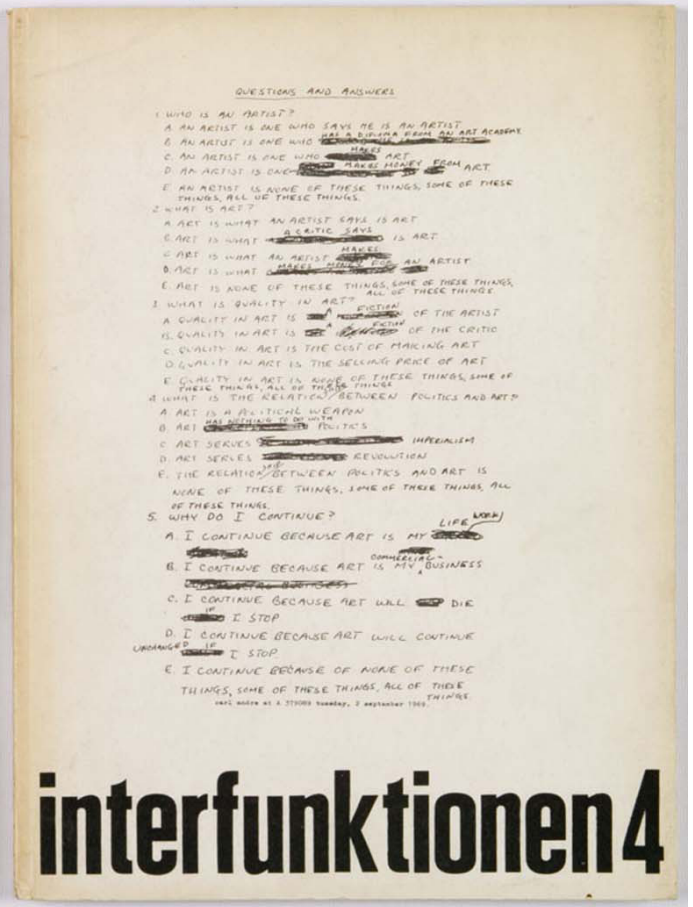 QUESTIONS AND ANSWERS
1. WHO IS AN ARTIST?
A. AN ARTIST IS ONE WHO SAYS HE IS AN ARTIST
B. AN ARTIST IS ONE WHO HAS A DIPLOMA FROM AN ART ACADEMY
C. AN ARTIST IS ONE WHO MAKES ART
D. AN ARTIST IS ONE MAKES MONEY FROM ART
E. AN ARTIST IS NONE OF THESE THINGS, SOME OF THESE
THINGS, ALL OF THESE THINGS.
2. WHAT IS ART?
A ART IS WHAT AN ARTIST SAYS IS ART
B. ART IS WHAT A CRITIC SAYS IS ART
C ART IS WHAT AN ARTIST MAKES
D. ART IS WHAT MAKES MONEY FOR AN ARTIST
E. ART IS NONE OF THESE THINGS, SOME OF THESE THINGS,
ALL OF THESE THINGS
3. WHAT IS QUALITY IN ART?
A QUALITY IN ART IS A FICTION OF THE ARTIST
B. QUALITY IN ART IS A FICTION OF THE CRITIC
C. QUALITY IN ART IS THE COST OF MAKING ART
D. QUALITY IN ART IS THE SELLING PRICE OF ART
E. QUALITY IN ART IS NONE OF THESE THINGS, SOME OF
THESE THINGS, ALL OF THESE THINGS
4 WHAT IS THE RELATION BETWEEN POLITICS AND ART?
A. ART IS A POLITICAL WEAPON
B. ART HAS NOTHING TO DO WITH POLITICS
C ART SERVES IMPERIALISM
D. ART SERVES REVOLUTION
E. THE RELATIONSHIP BETWEEN POLITICS AND ART IS
NONE OF THESE THINGS, SOME OF THESE THINGS, ALL
OF THESE THINGS.
5. WHY DO I CONTINUE?
A. I CONTINUE BECAUSE ART IS MY LIFE WORK
B. I CONTINUE BECAUSE ART IS MY COMMERCIAL BUSINESS
C. I CONTINUE BECAUSE ART WILL DIE
IF I STOP
D. I CONTINUE BECAUSE ART WILL CONTINUE
UNCHANGED IF I STOP
E. I CONTINUE BECAUSE OF NONE OF THESE
THINGS, SOME OF THESE THINGS, ALL OF THESE
THINGS.
carl andre at A 379089 tuesday, 2 september 1969.
interfunktionen 4